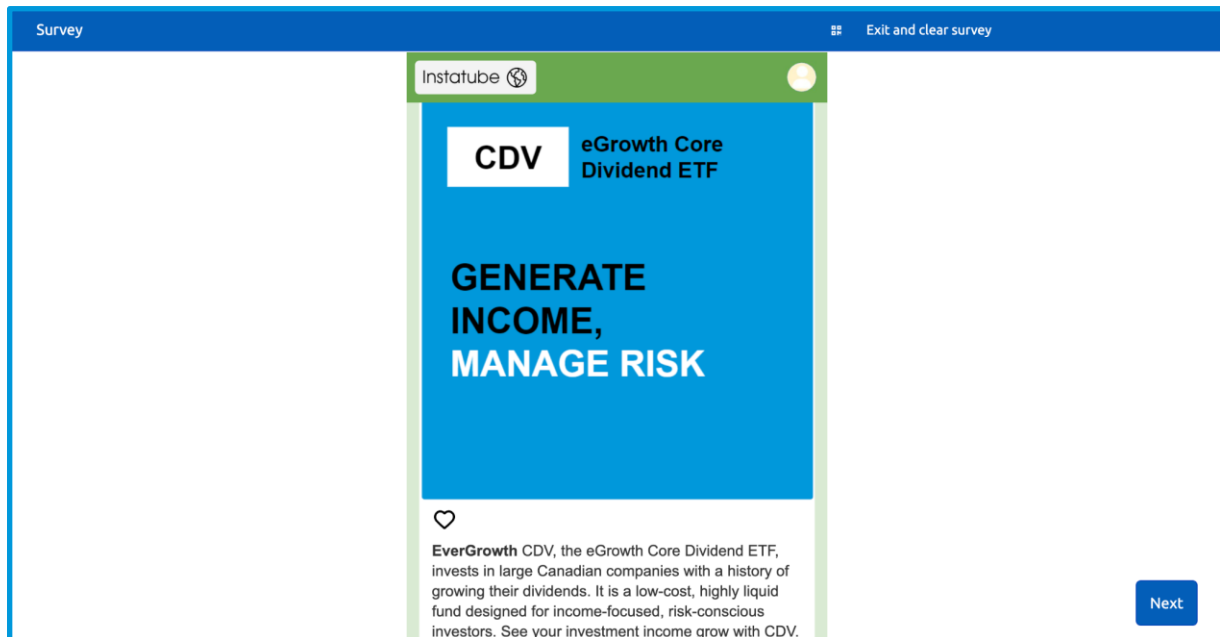 Survey
Exit and clear survey
Instatube
CDV
eGrowth Core
Dividend ETF
GENERATE
INCOME,
MANAGE RISK
EverGrowth CDV, the eGrowth Core Dividend ETF,
invests in large Canadian companies with a history of
growing their dividends. It is a low-cost, highly liquid
fund designed for income-focused, risk-conscious
investors. See your investment income grow with CDV.
Next